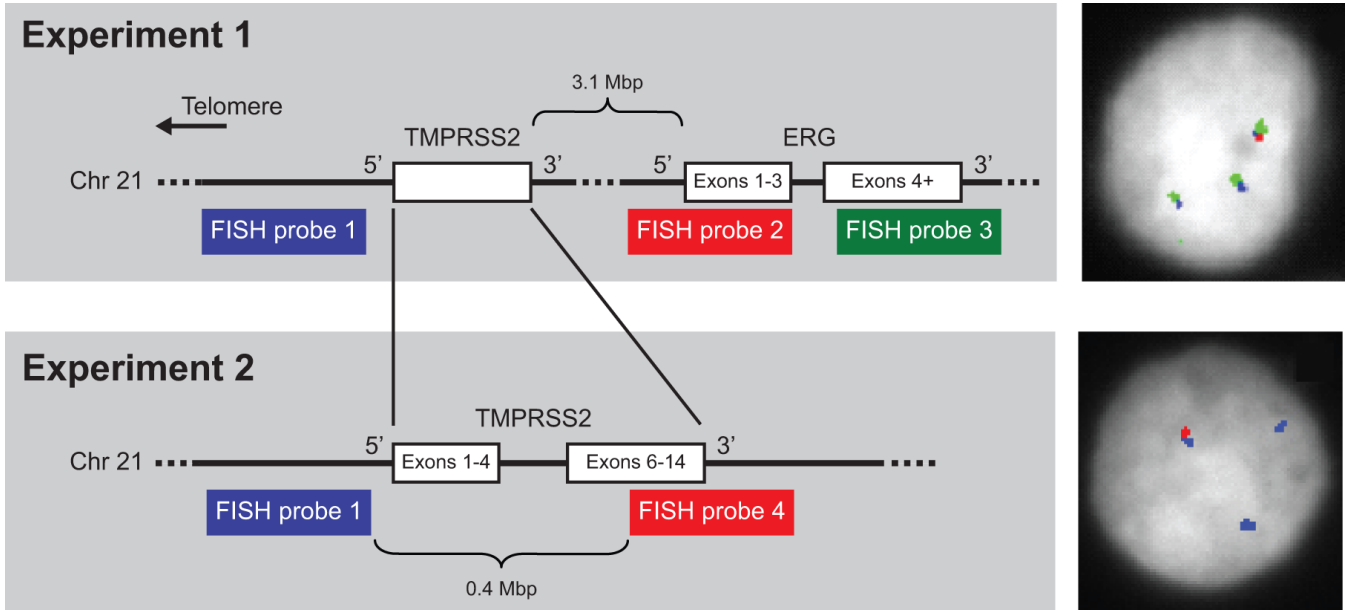 Experiment 1
3.1 Mbp
Telomere
TMPRSS2
ERG
5’
3’
5’
3’
Chr 21
Exons 1-3
Exons 4+
FISH probe 1
FISH probe 2
FISH probe 3
Experiment 2
TMPRSS2
5’
3’
Chr 21
Exons 1-4
Exons 6-14
FISH probe 1
FISH probe 4
0.4 Mbp